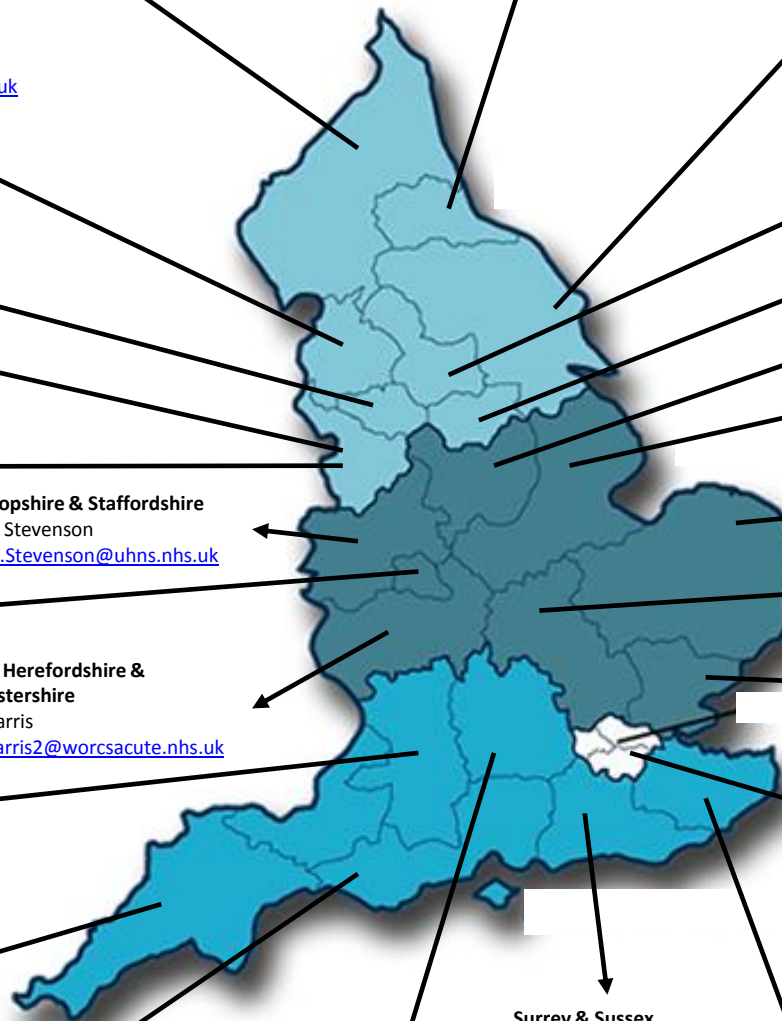 uk
opshire & Staffordshire
Stevenson
.Stevenson@uhns.nhs.uk
Herefordshire &
stershire
arris
arris2@worcsacute.nhs.uk
Surrey & Sussex